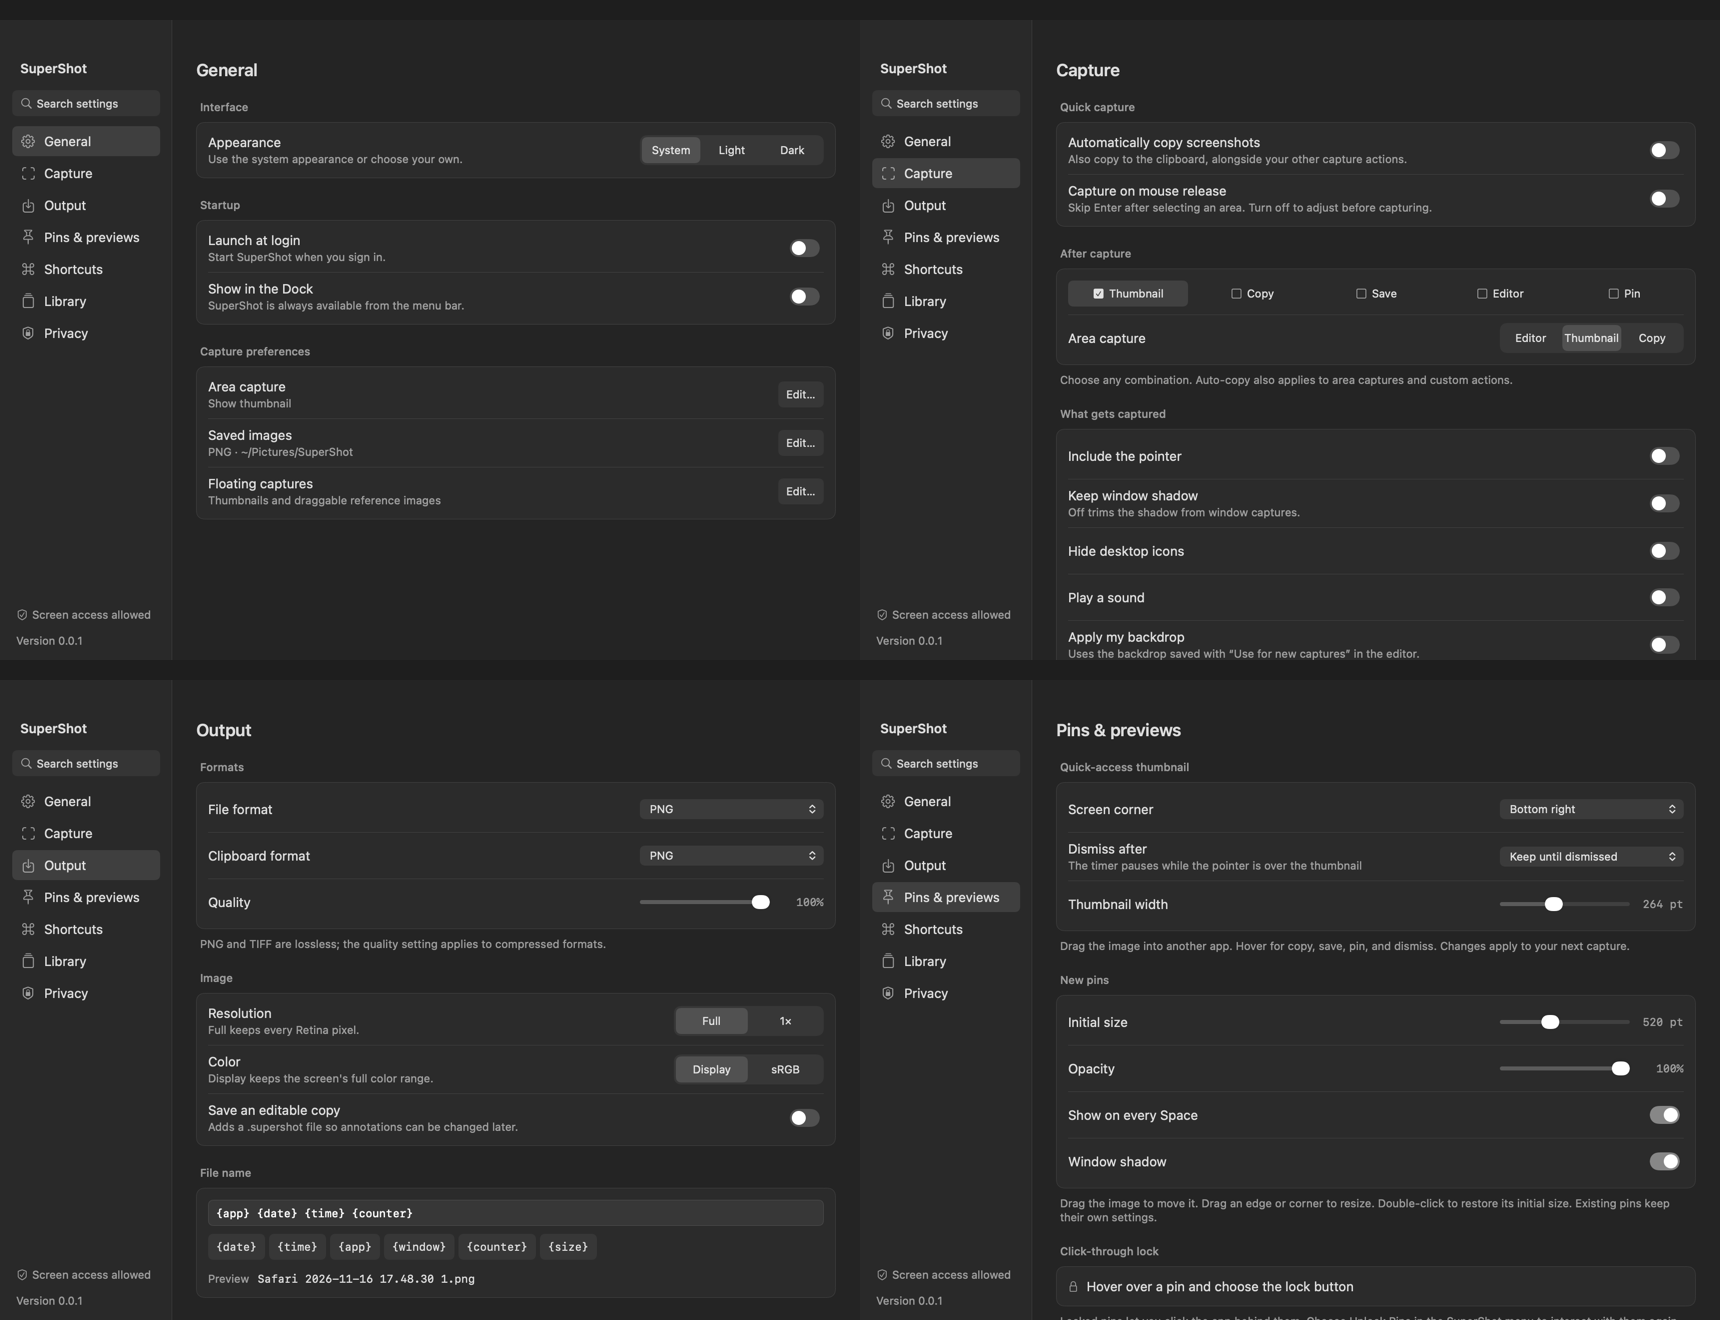 SuperShot
Search settings
General
Capture
Output
Pins & previews
Shortcuts
Library
Privacy
Screen access allowed
Version 0.0.1
General
Interface
Appearance
Use the system appearance or choose your own.
System Light Dark
Startup
Launch at login
Start SuperShot when you sign in.
Show in the Dock
SuperShot is always available from the menu bar.
Capture preferences
Area capture
Show thumbnail
Edit...
Saved images
PNG · ~/Pictures/SuperShot
Edit...
Floating captures
Thumbnails and draggable reference images
Edit...
SuperShot
Search settings
General
Capture
Output
Pins & previews
Shortcuts
Library
Privacy
Screen access allowed
Version 0.0.1
Capture
Quick capture
Automatically copy screenshots
Also copy to the clipboard, alongside your other capture actions.
Capture on mouse release
Skip Enter after selecting an area. Turn off to adjust before capturing.
After capture
Thumbnail Copy Save Editor Pin
Area capture
Editor Thumbnail Copy
Choose any combination. Auto-copy also applies to area captures and custom actions.
What gets captured
Include the pointer
Keep window shadow
Off trims the shadow from window captures.
Hide desktop icons
Play a sound
Apply my backdrop
Uses the backdrop saved with “Use for new captures” in the editor.
SuperShot
Search settings
General
Capture
Output
Pins & previews
Shortcuts
Library
Privacy
Screen access allowed
Version 0.0.1
Output
Formats
File format
PNG
Clipboard format
PNG
Quality
100%
PNG and TIFF are lossless; the quality setting applies to compressed formats.
Image
Resolution
Full keeps every Retina pixel.
Full 1×
Color
Display keeps the screen's full color range.
Display sRGB
Save an editable copy
Adds a .supershot file so annotations can be changed later.
File name
{app} {date} {time} {counter}
{date} {time} {app} {window} {counter} {size}
Preview Safari 2026-11-16 17.48.30 1.png
SuperShot
Search settings
General
Capture
Output
Pins & previews
Shortcuts
Library
Privacy
Screen access allowed
Version 0.0.1
Pins & previews
Quick-access thumbnail
Screen corner
Bottom right
Dismiss after
The timer pauses while the pointer is over the thumbnail
Keep until dismissed
Thumbnail width
264 pt
Drag the image into another app. Hover for copy, save, pin, and dismiss. Changes apply to your next capture.
New pins
Initial size
520 pt
Opacity
100%
Show on every Space
Window shadow
Drag the image to move it. Drag an edge or corner to resize. Double-click to restore its initial size. Existing pins keep
their own settings.
Click-through lock
Hover over a pin and choose the lock button